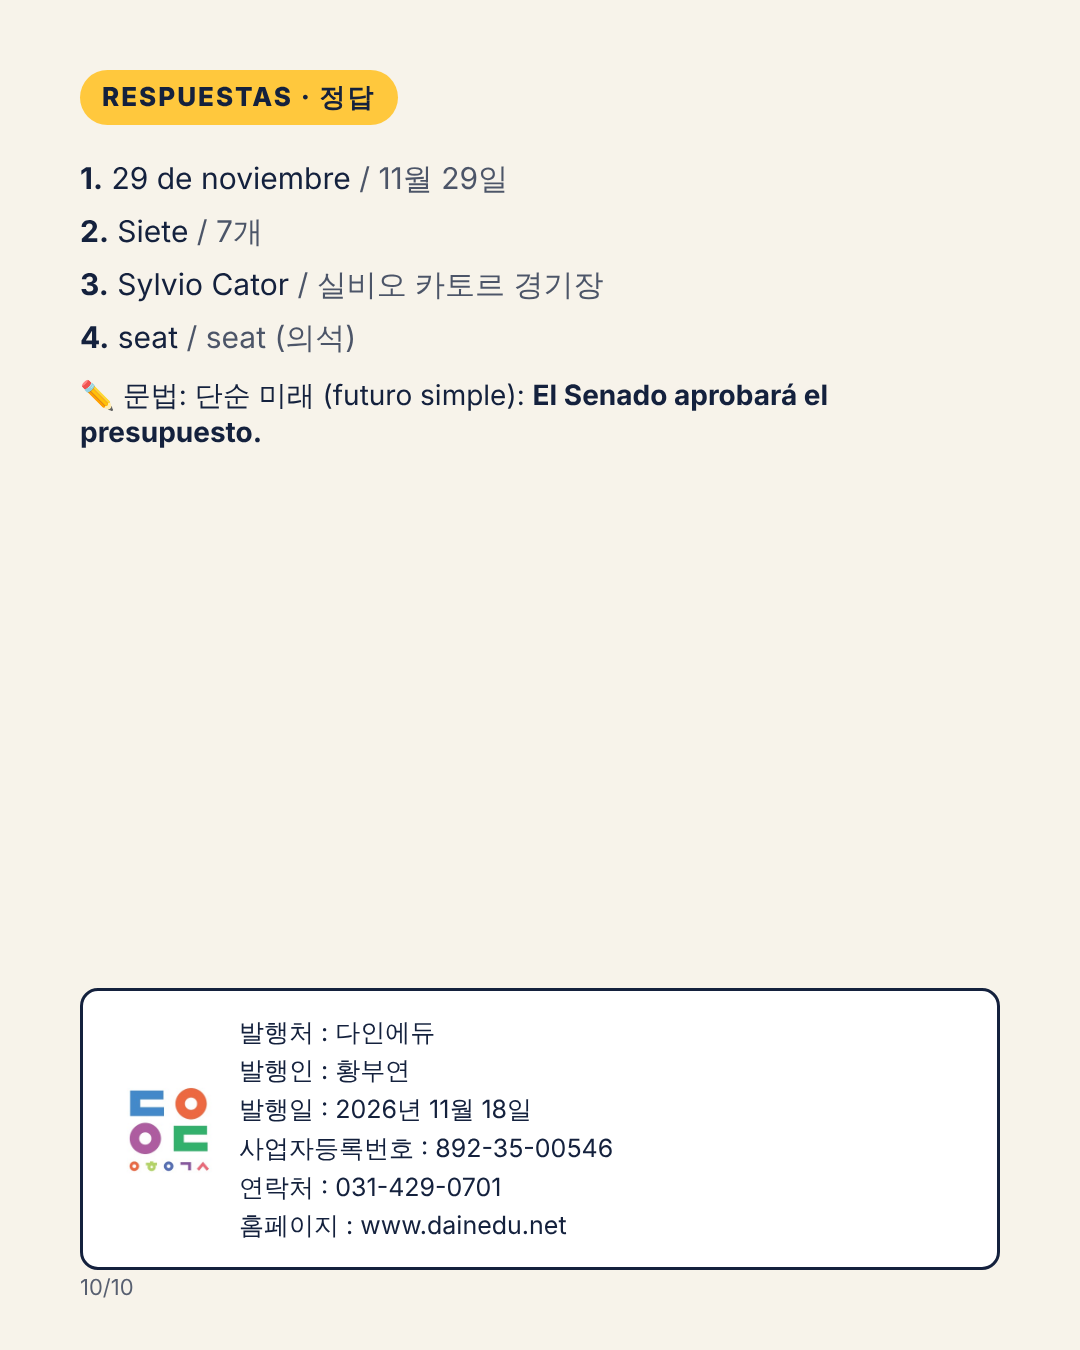 RESPUESTAS · 정답
1. 29 de noviembre / 11월 29일
2. Siete / 7개
3. Sylvio Cator / 실비오 카토르 경기장
4. seat / seat (의석)
✏️ 문법: 단순 미래 (futuro simple): El Senado aprobará el
presupuesto.
발행처 : 다인에듀
발행인 : 황부연
발행일 : 2026년 11월 18일
사업자등록번호 : 892-35-00546
연락처 : 031-429-0701
홈페이지 : www.dainedu.net
10/10